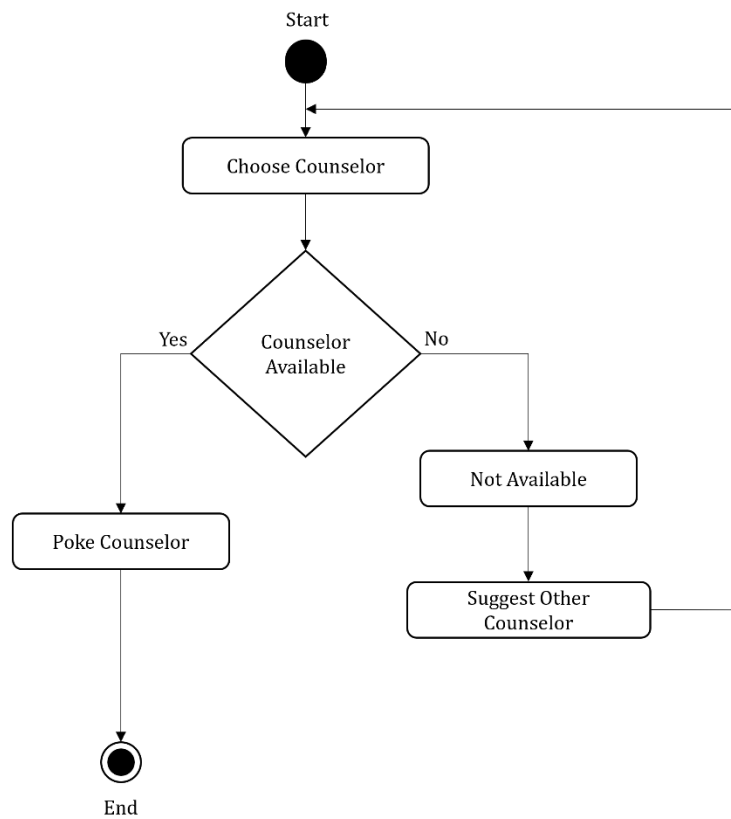 Start
Choose Counselor
Counselor
Available
Yes
No
Not Available
Poke Counselor
Suggest Other
Counselor
End